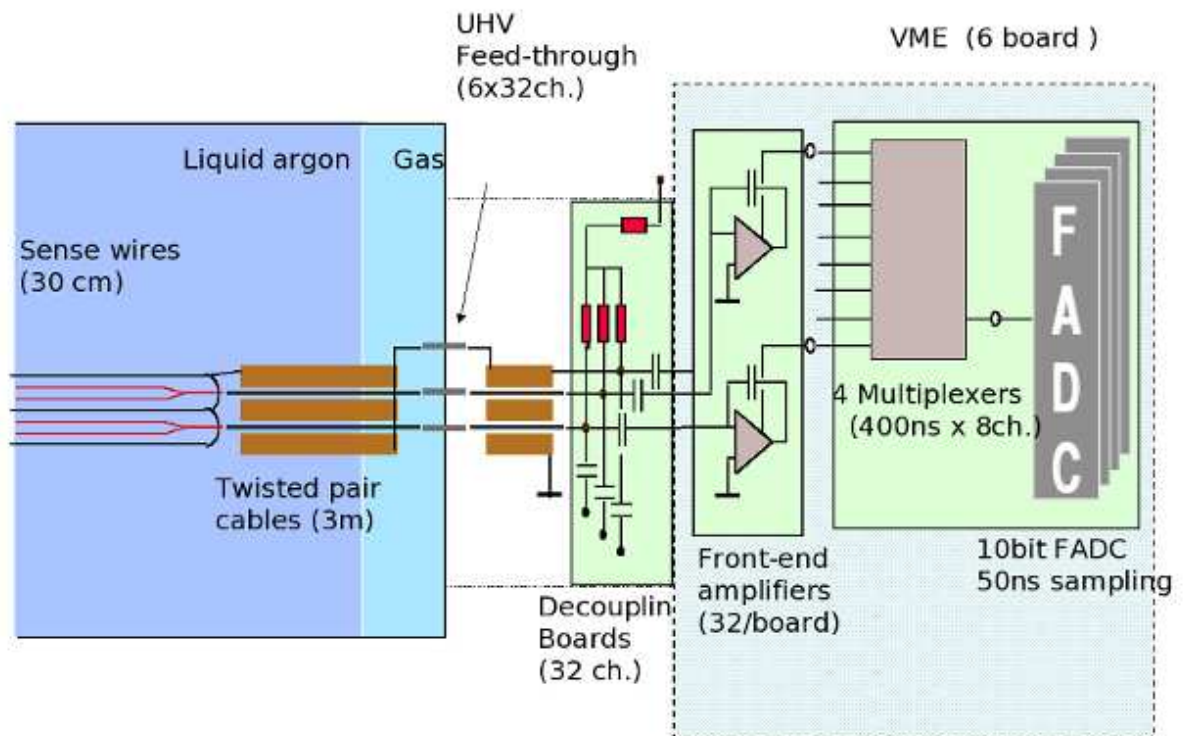 UHV
Feed-through
(6x32ch.)
VME (6 board )
Liquid argon
Gas
Sense wires
(30 cm)
Twisted pair
cables (3m)
Decouplin
Boards
(32 ch.)
Front-end
amplifiers
(32/board)
4 Multiplexers
(400ns x 8ch.)
F
A
D
C
10bit FADC
50ns sampling